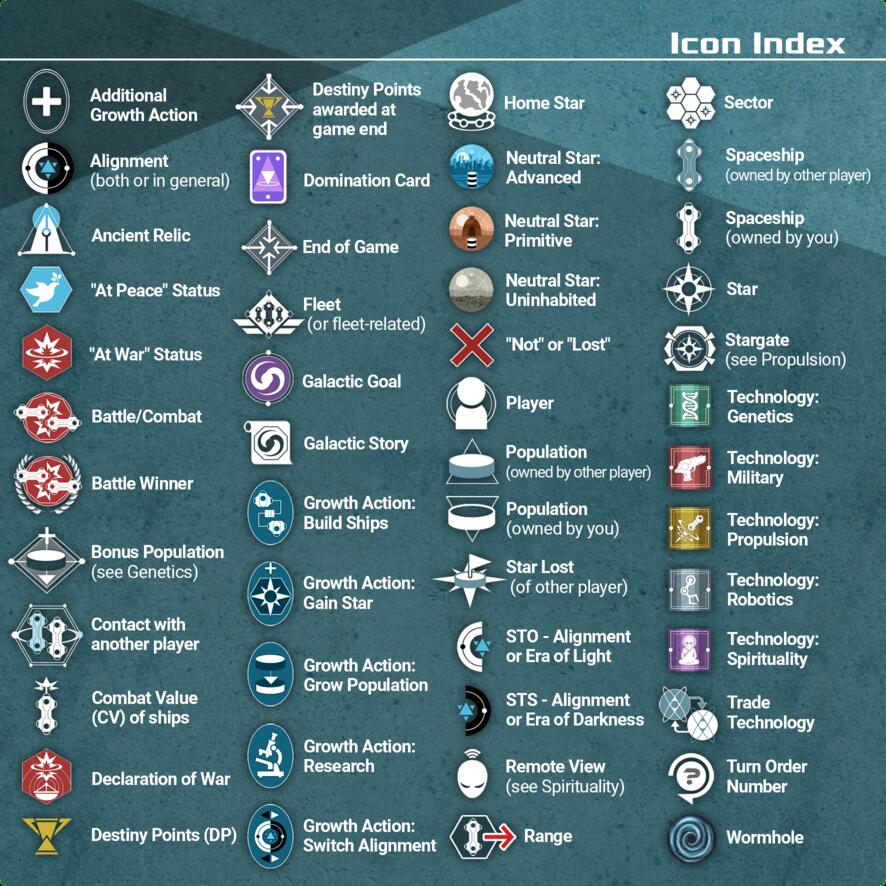 Icon Index
Additional
Growth Action
Alignment
(both or in general)
Ancient Relic
"At Peace" Status
"At War" Status
Battle/Combat
Battle Winner
Bonus Population
(see Genetics)
Contact with
another player
Combat Value
(CV) of ships
Declaration of War
Destiny Points (DP)
Destiny Points
awarded at
game end
Domination Card
End of Game
Fleet
(or fleet-related)
Galactic Goal
Galactic Story
Growth Action:
Build Ships
Growth Action:
Gain Star
Growth Action:
Grow Population
Growth Action:
Research
Growth Action:
Switch Alignment
Home Star
Neutral Star:
Advanced
Neutral Star:
Primitive
Neutral Star:
Uninhabited
"Not" or "Lost"
Player
Population
(owned by other player)
Population
(owned by you)
Star Lost
(of other player)
STO - Alignment
or Era of Light
STS - Alignment
or Era of Darkness
Remote View
(see Spirituality)
Range
Sector
Spaceship
(owned by other player)
Spaceship
(owned by you)
Star
Stargate
(see Propulsion)
Technology:
Genetics
Technology:
Military
Technology:
Propulsion
Technology:
Robotics
Technology:
Spirituality
Trade
Technology
?
Turn Order
Number
Wormhole